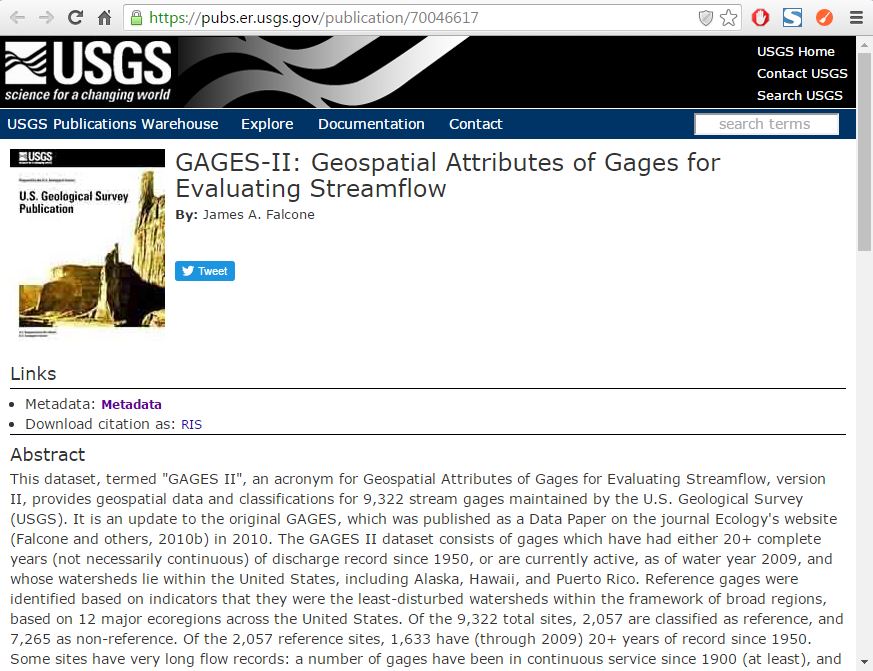 https://pubs.er.usgs.gov/publication/70046617
USGS
science for a changing world
USGS Home
Contact USGS
Search USGS
USGS Publications Warehouse Explore Documentation Contact search terms
USGS
U.S. Geological Survey
Publication
GAGES-II: Geospatial Attributes of Gages for
Evaluating Streamflow
By: James A. Falcone
Tweet
Links
Metadata: Metadata
Download citation as: RIS
Abstract
This dataset, termed "GAGES II", an acronym for Geospatial Attributes of Gages for Evaluating Streamflow, version
II, provides geospatial data and classifications for 9,322 stream gages maintained by the U.S. Geological Survey
(USGS). It is an update to the original GAGES, which was published as a Data Paper on the journal Ecology's website
(Falcone and others, 2010b) in 2010. The GAGES II dataset consists of gages which have had either 20+ complete
years (not necessarily continuous) of discharge record since 1950, or are currently active, as of water year 2009, and
whose watersheds lie within the United States, including Alaska, Hawaii, and Puerto Rico. Reference gages were
identified based on indicators that they were the least-disturbed watersheds within the framework of broad regions,
based on 12 major ecoregions across the United States. Of the 9,322 total sites, 2,057 are classified as reference, and
7,265 as non-reference. Of the 2,057 reference sites, 1,633 have (through 2009) 20+ years of record since 1950.
Some sites have very long flow records: a number of gages have been in continuous service since 1900 (at least), and